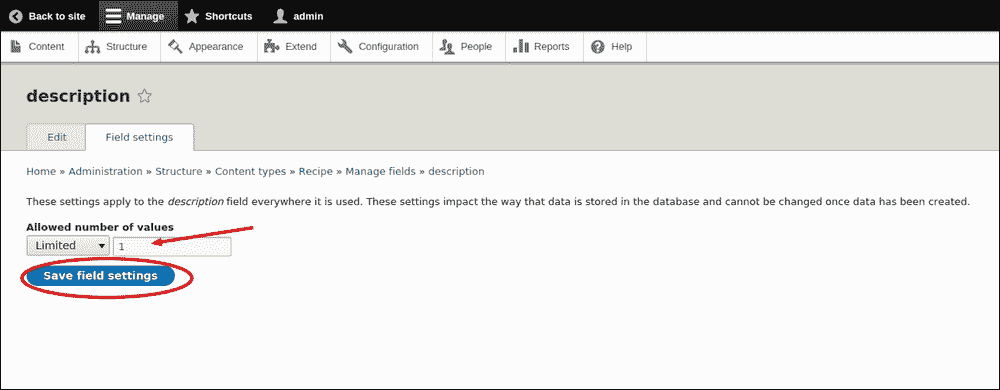 Back to site Manage Shortcuts admin
Content Structure Appearance Extend Configuration People Reports Help
description
Edit Field settings
Home » Administration » Structure » Content types » Recipe » Manage fields » description
These settings apply to the description field everywhere it is used. These settings impact the way that data is stored in the database and cannot be changed once data has been created.
Allowed number of values
Limited 1
Save field settings